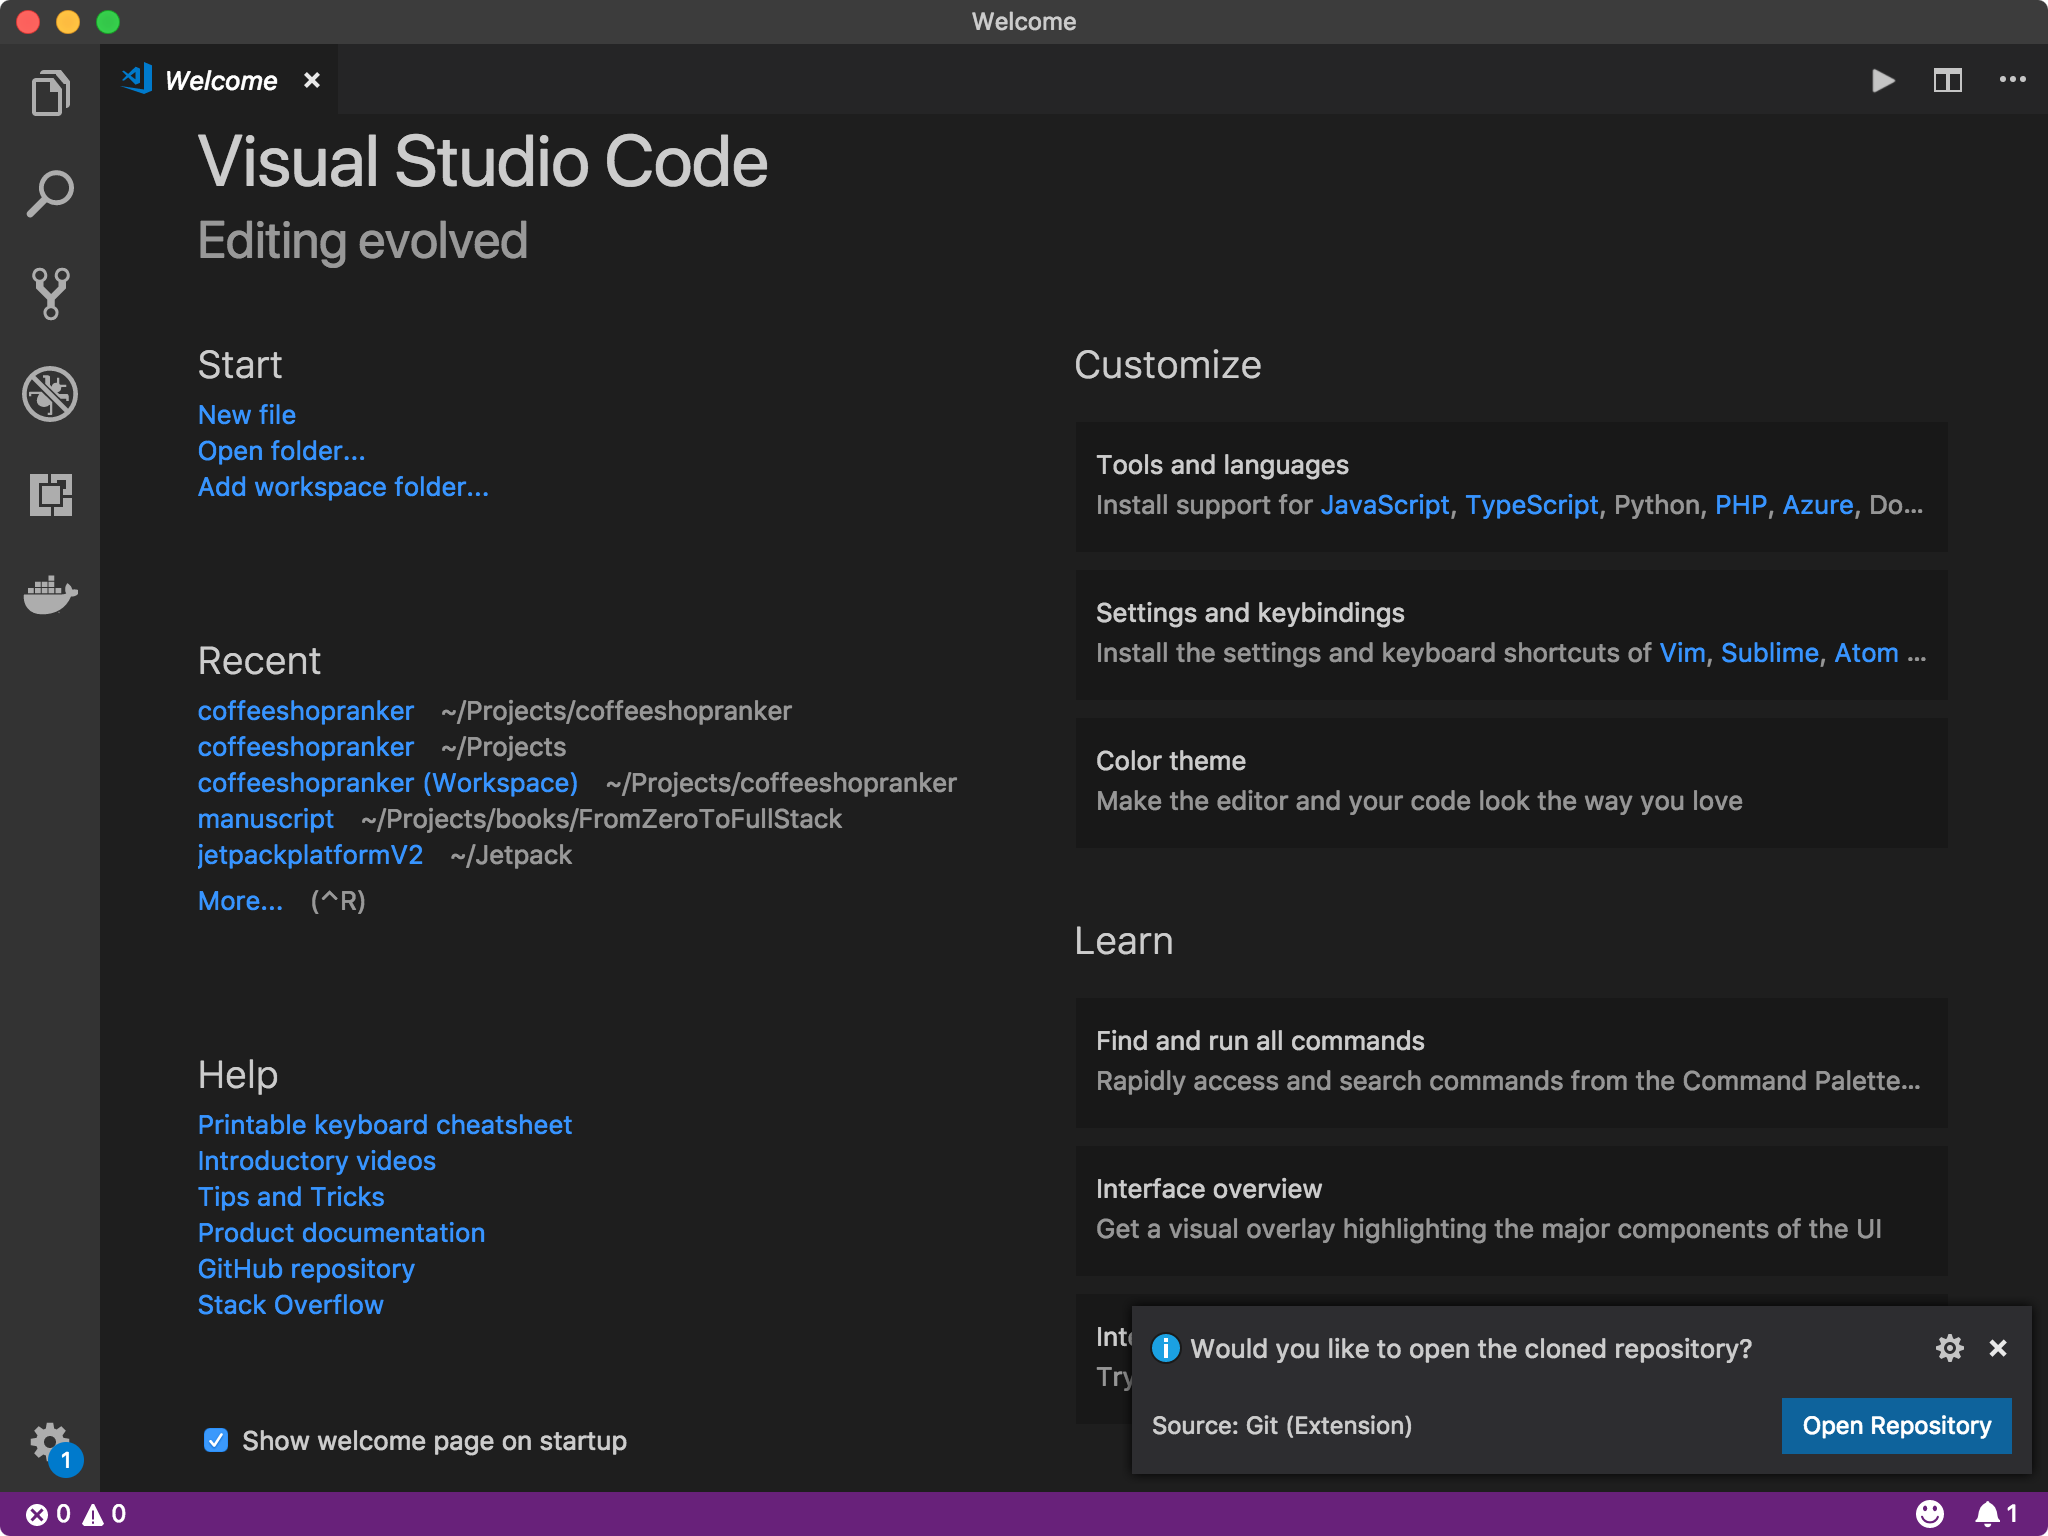 Welcome
Welcome
Visual Studio Code
Editing evolved
Start
New file
Open folder...
Add workspace folder...
Recent
coffeeshopranker ~/Projects/coffeeshopranker
coffeeshopranker ~/Projects
coffeeshopranker (Workspace) ~/Projects/coffeeshopranker
manuscript ~/Projects/books/FromZeroToFullStack
jetpackplatformV2 ~/Jetpack
More... (^R)
Help
Printable keyboard cheatsheet
Introductory videos
Tips and Tricks
Product documentation
GitHub repository
Stack Overflow
Show welcome page on startup
Customize
Tools and languages
Install support for JavaScript, TypeScript, Python, PHP, Azure, Do...
Settings and keybindings
Install the settings and keyboard shortcuts of Vim, Sublime, Atom ...
Color theme
Make the editor and your code look the way you love
Learn
Find and run all commands
Rapidly access and search commands from the Command Palette...
Interface overview
Get a visual overlay highlighting the major components of the UI
Try
Would you like to open the cloned repository?
Source: Git (Extension)
Open Repository
1
0 0
1